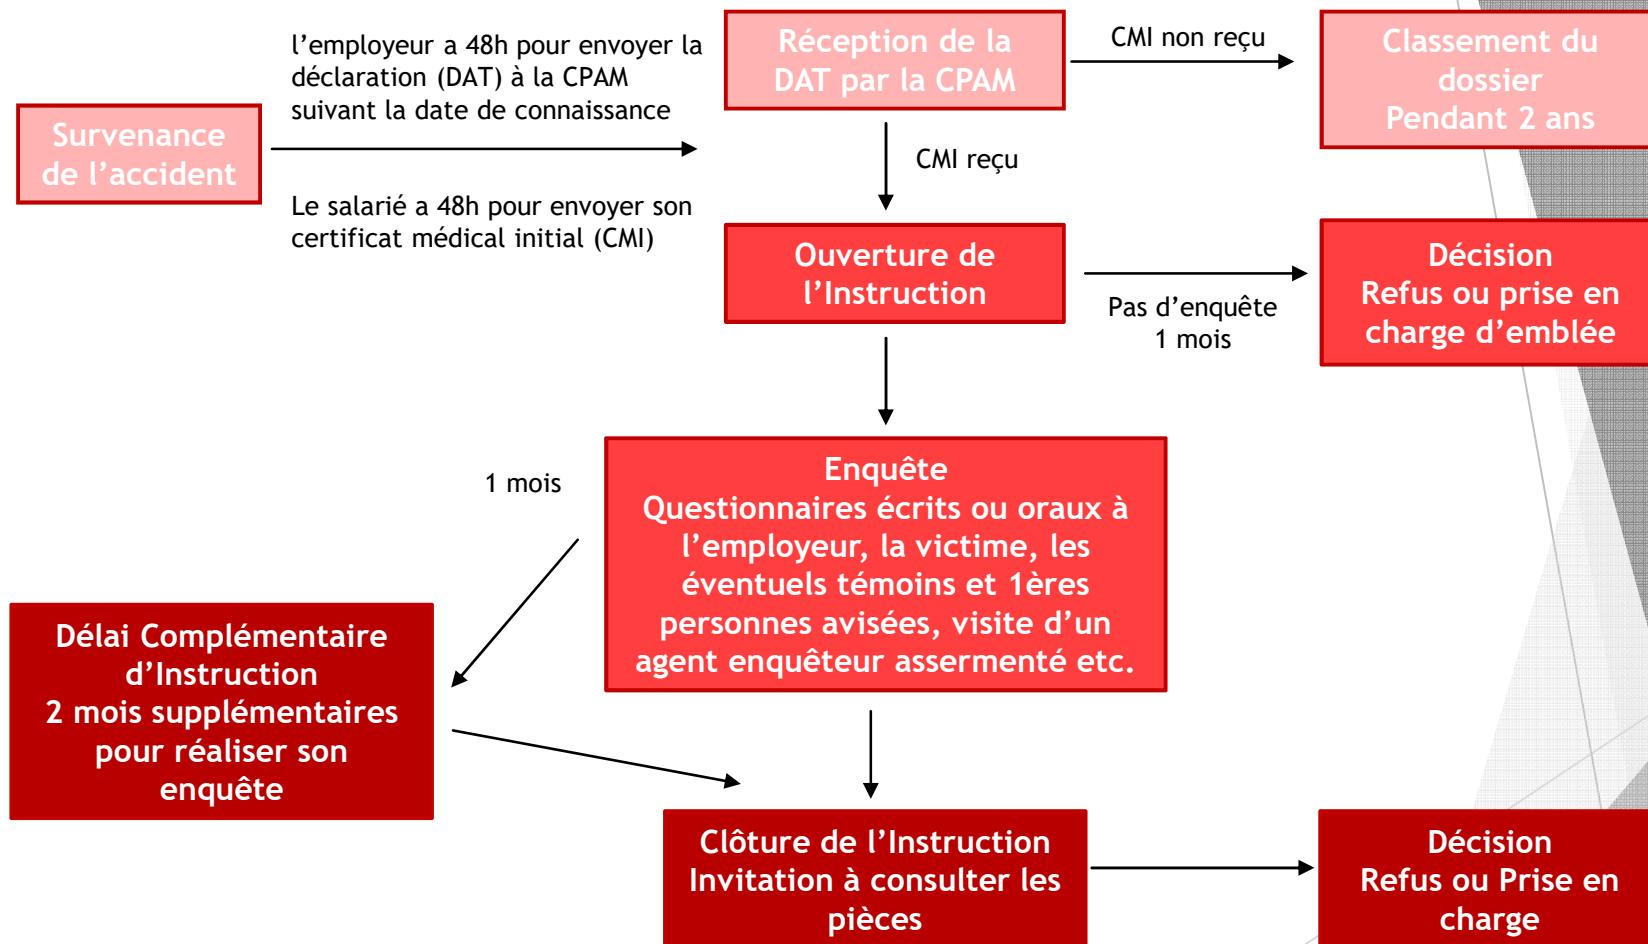 l’employeur a 48h pour envoyer la
déclaration (DAT) à la CPAM
suivant la date de connaissance
Réception de la
DAT par la CPAM
CMI non reçu
Classement du
dossier
Pendant 2 ans
Survenance
de l’accident
CMI reçu
Le salarié a 48h pour envoyer son
certificat médical initial (CMI)
Ouverture de
l’Instruction
Pas d’enquête
1 mois
Décision
Refus ou prise en
charge d’emblée
1 mois
Enquête
Questionnaires écrits ou oraux à
l’employeur, la victime, les
éventuels témoins et 1ères
personnes avisées, visite d’un
agent enquêteur assermenté etc.
Délai Complémentaire
d’Instruction
2 mois supplémentaires
pour réaliser son
enquête
Clôture de l’Instruction
Invitation à consulter les
pièces
Décision
Refus ou Prise en
charge